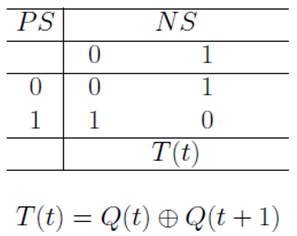 PS NS
0 1
0 0 1
1 1 0
T(t)
T(t) = Q(t) ⊕ Q(t + 1)